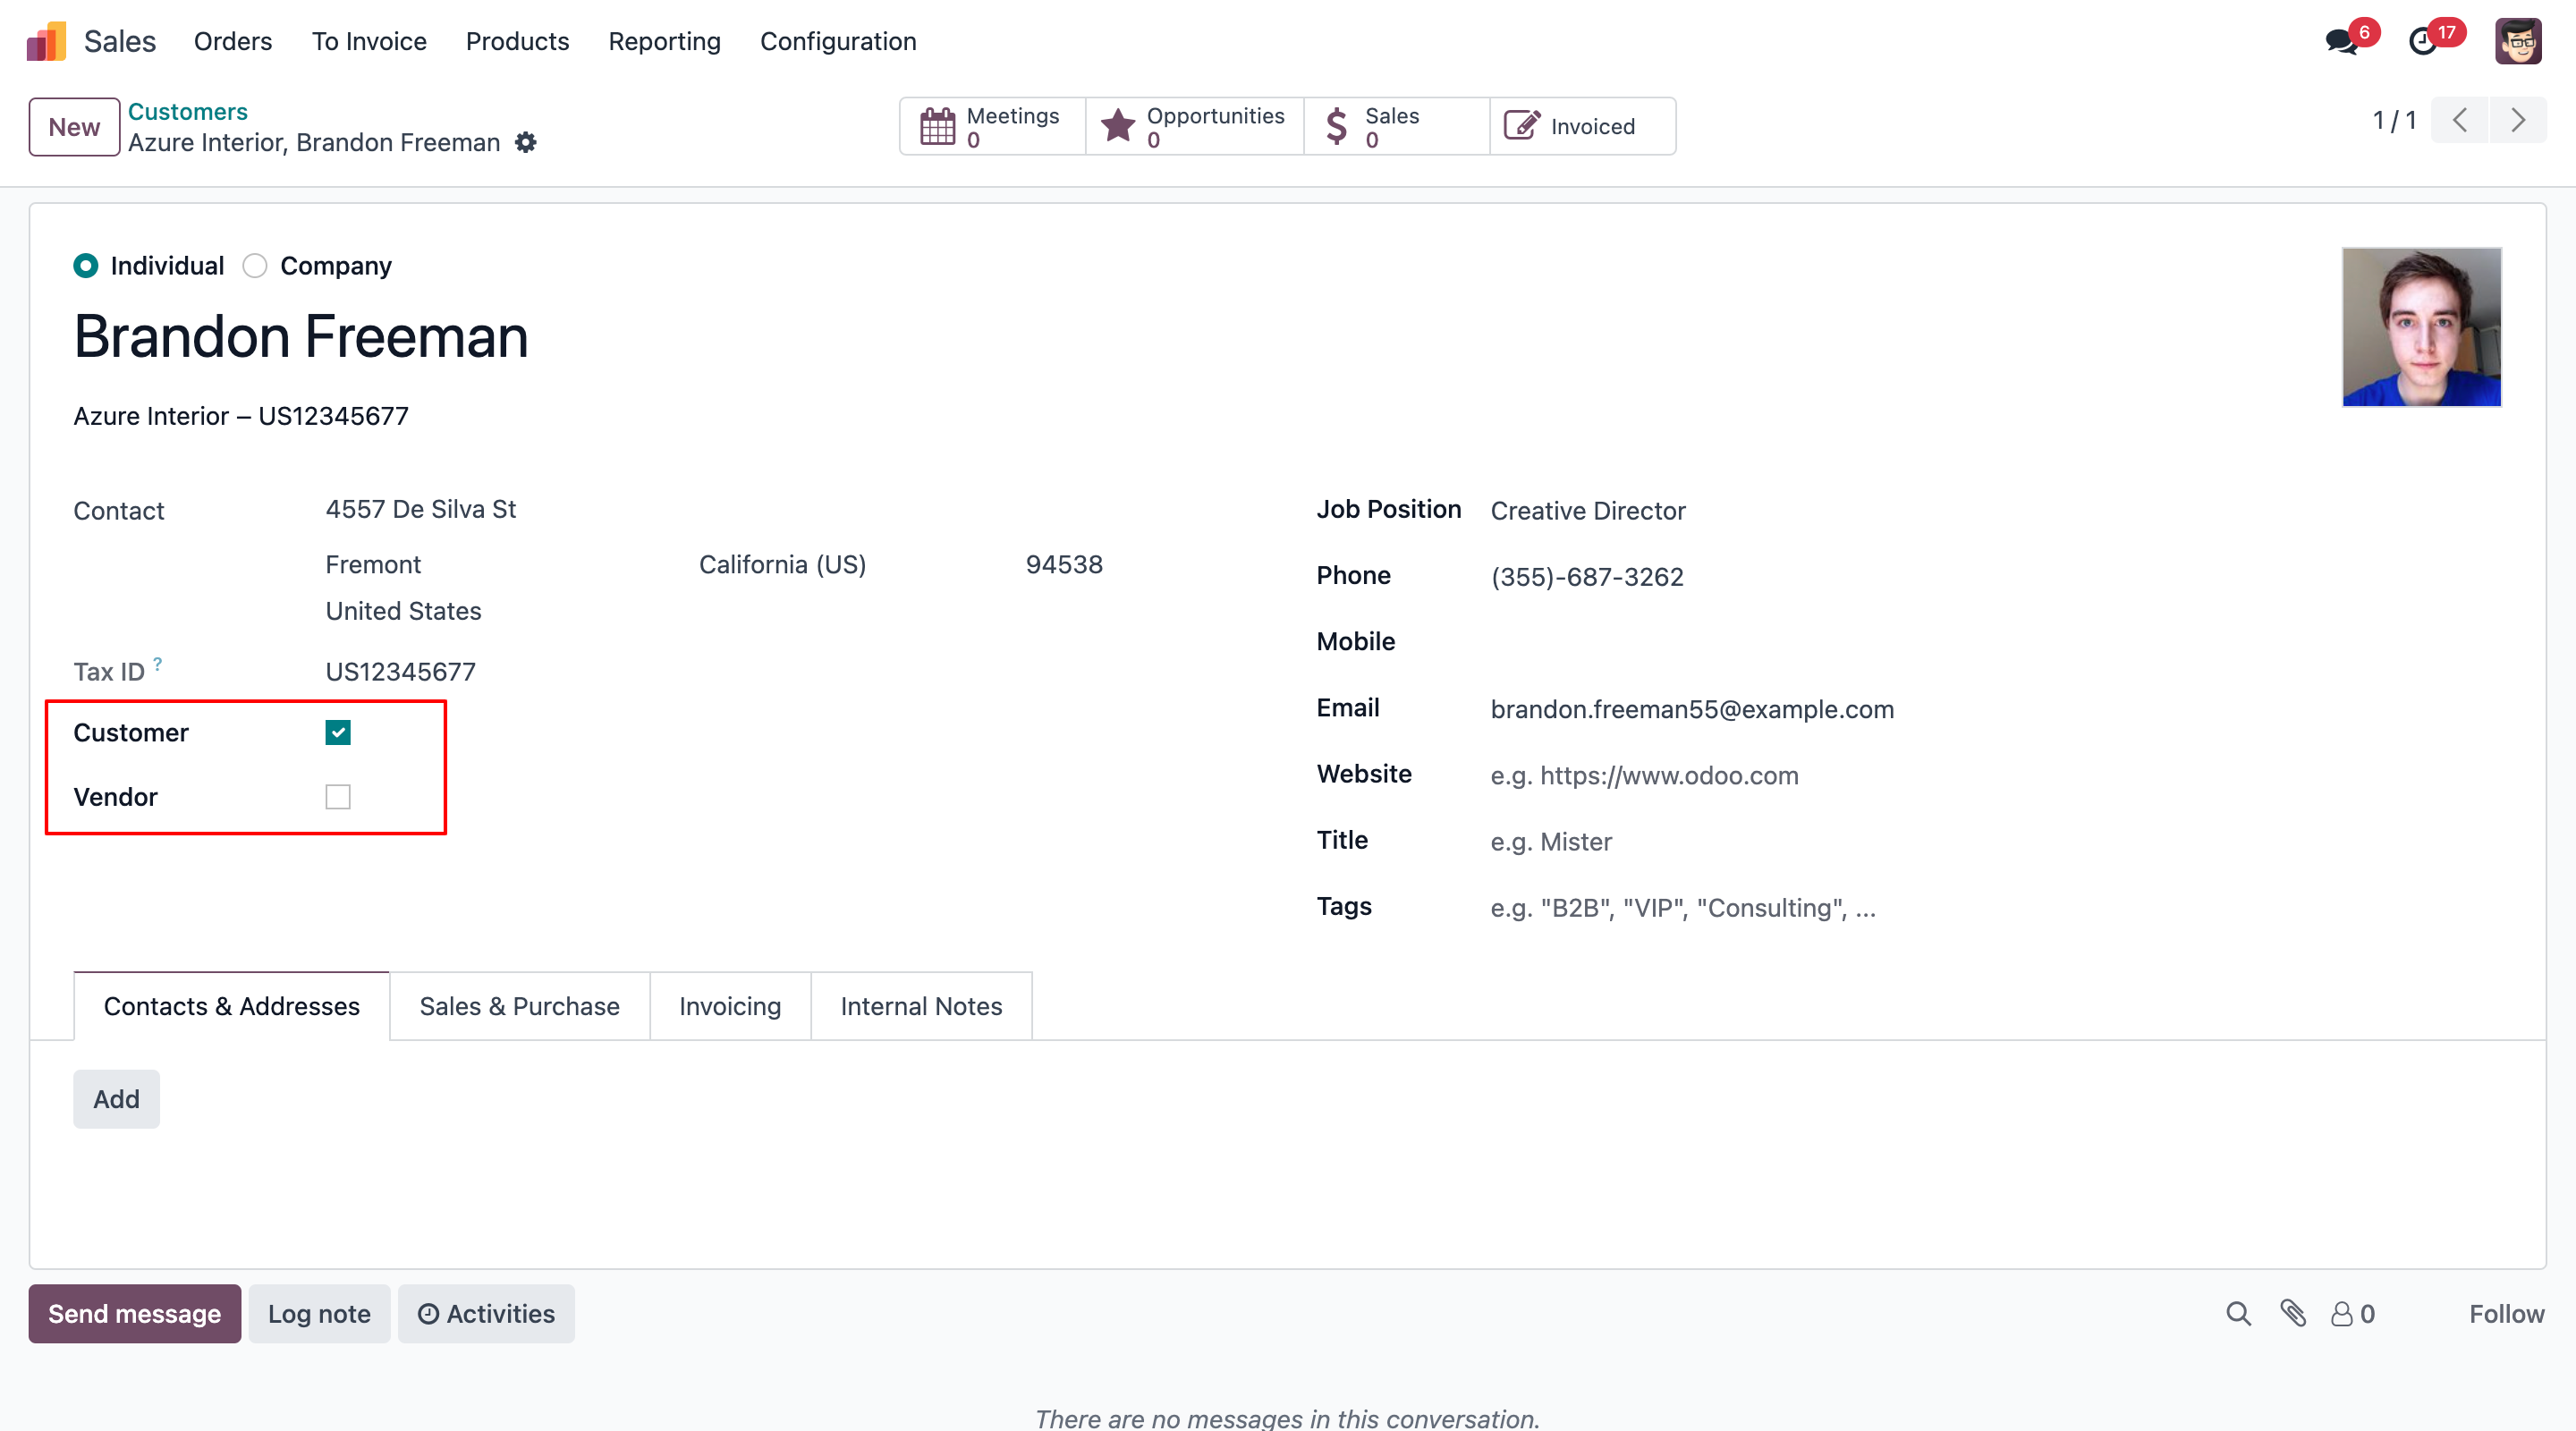 Sales Orders To Invoice Products Reporting Configuration 6 17
New Customers
Azure Interior, Brandon Freeman
Meetings 0
Opportunities 0
Sales 0
Invoiced
1 / 1
Individual Company
Brandon Freeman
Azure Interior – US12345677
Contact 4557 De Silva St
Fremont California (US) 94538
United States
Tax ID ? US12345677
Customer
Vendor
Job Position Creative Director
Phone (355)-687-3262
Mobile
Email brandon.freeman55@example.com
Website e.g. https://www.odoo.com
Title e.g. Mister
Tags e.g. "B2B", "VIP", "Consulting", ...
Contacts & Addresses Sales & Purchase Invoicing Internal Notes
Add
Send message Log note Activities 0 Follow
There are no messages in this conversation.